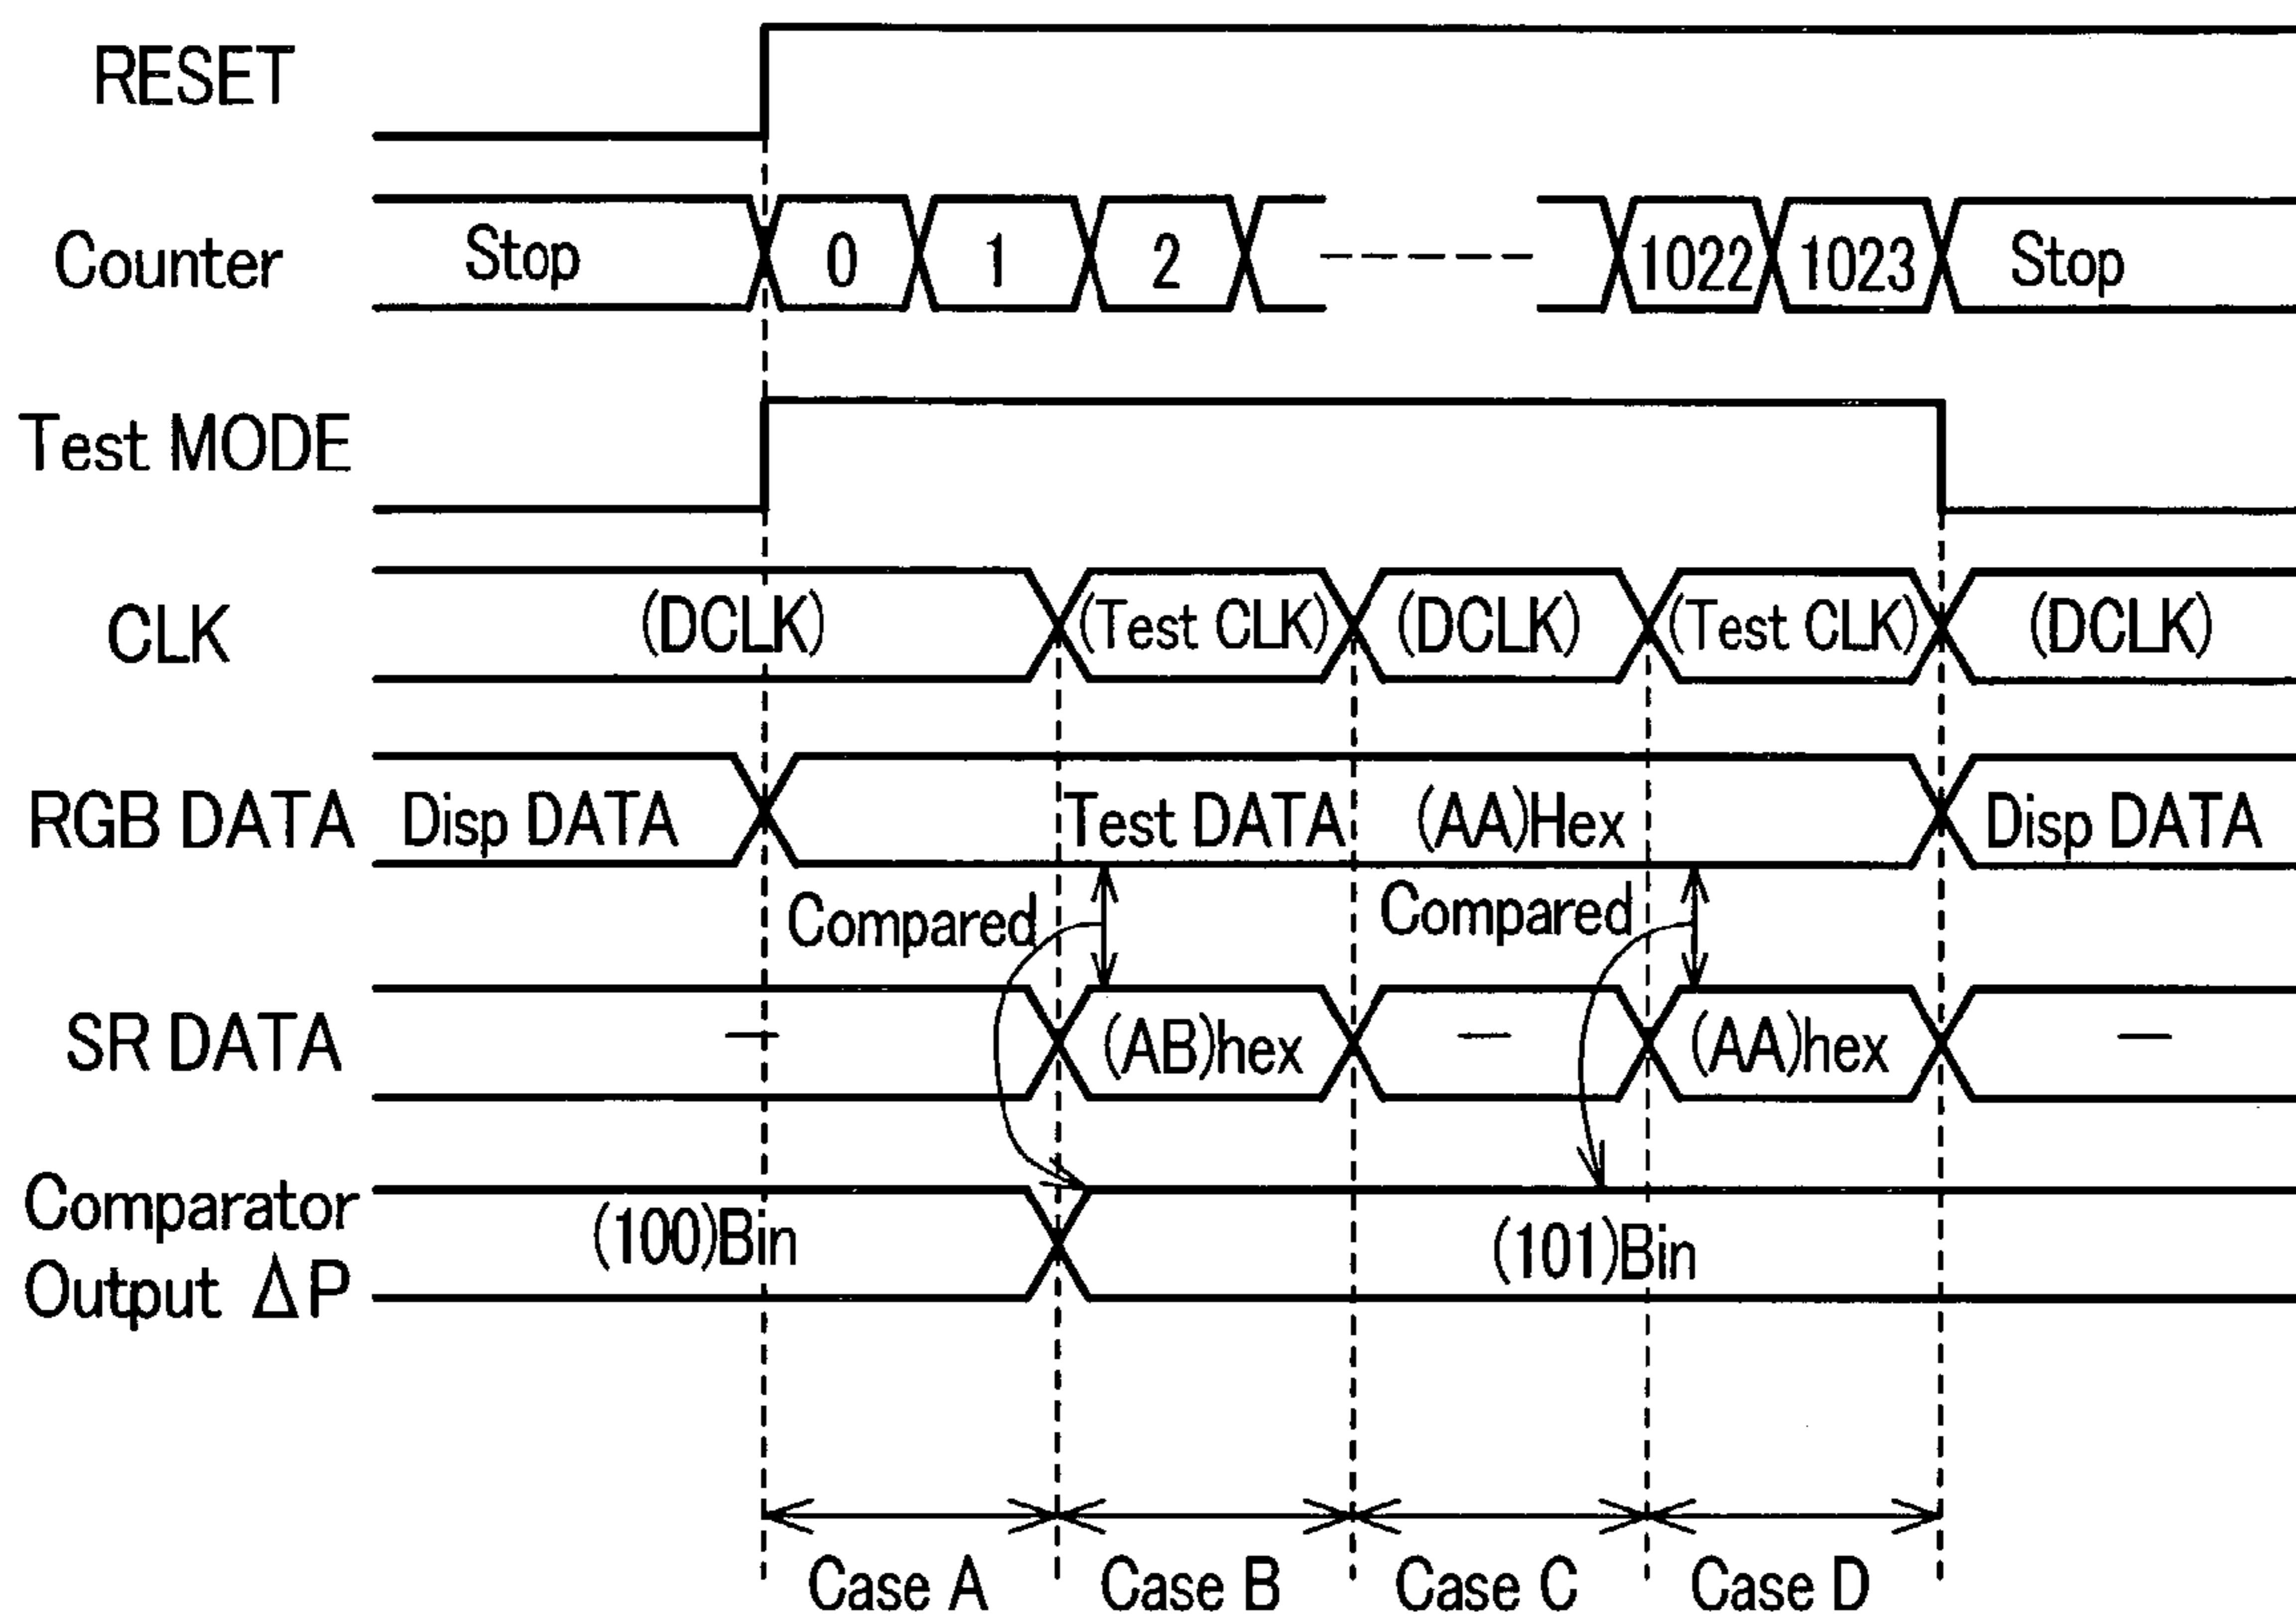 RESET
Counter Stop 0 1 2 1022 1023 Stop
Test MODE
CLK (DCLK) (Test CLK) (DCLK) (Test CLK) (DCLK)
RGB DATA Disp DATA Test DATA (AA)Hex Disp DATA
Compared Compared
SR DATA — (AB)hex — (AA)hex —
Comparator
Output ΔP (100)Bin (101)Bin
Case A Case B Case C Case D